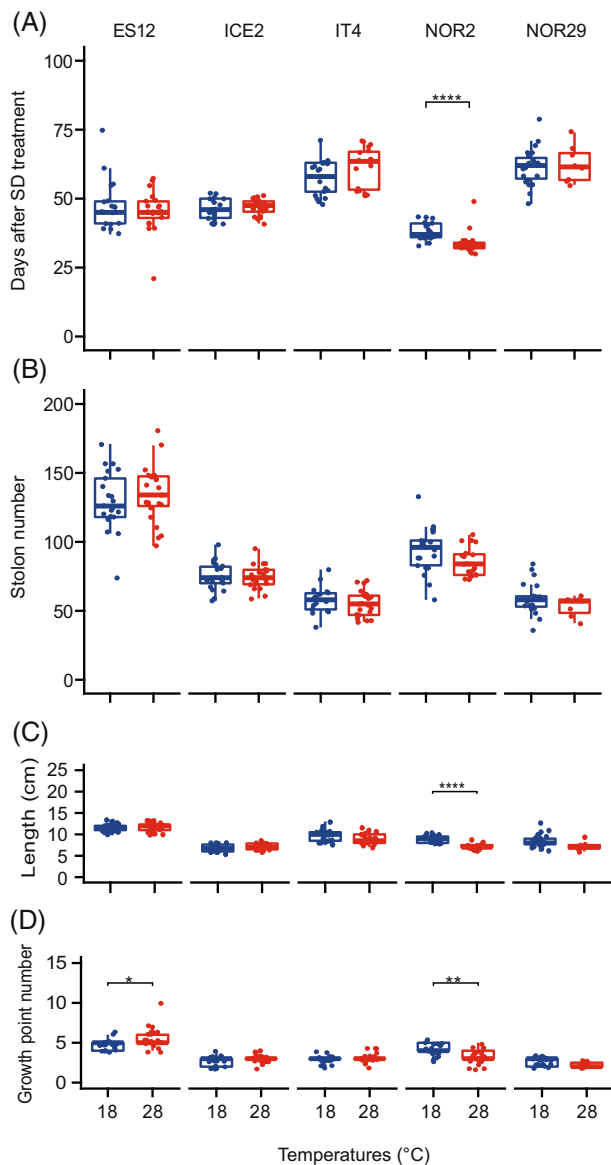 (A)
ES12 ICE2 IT4 NOR2 NOR29
Days after SD treatment
100
75
50
25
0
****
(B)
Stolon number
200
150
100
50
0
(C)
Length (cm)
25
20
15
10
5
0
****
(D)
Growth point number
15
10
5
0
*
**
18 28 18 28 18 28 18 28 18 28
Temperatures (°C)